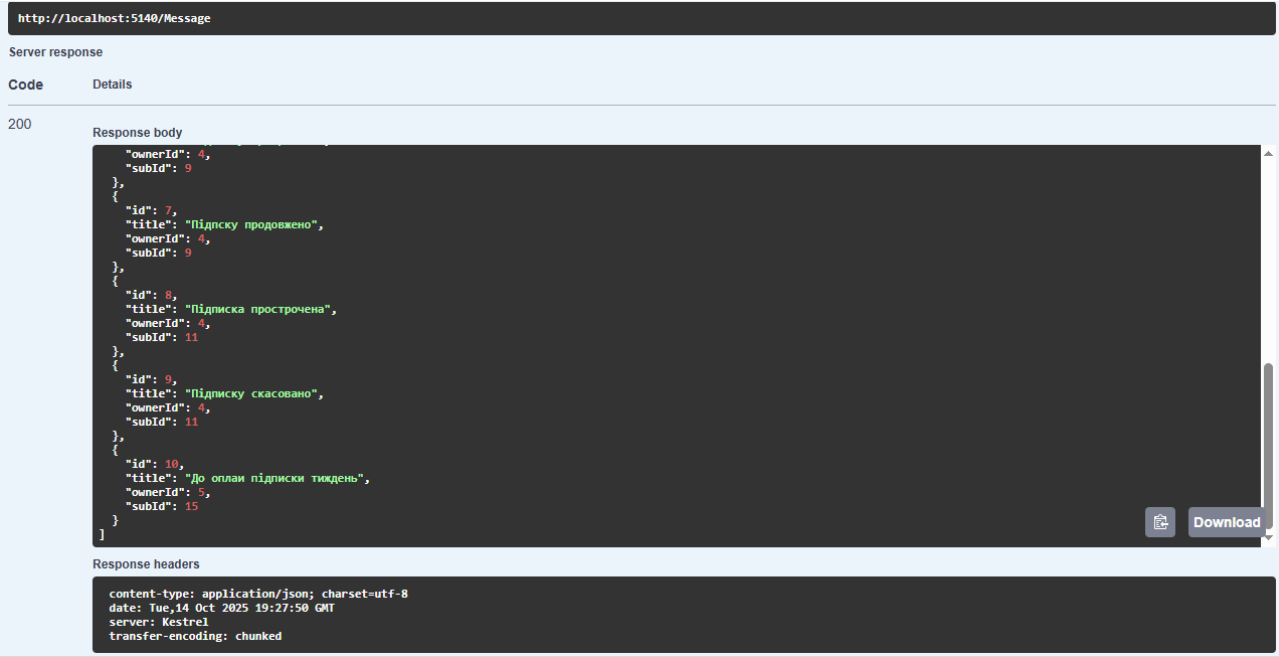 http://localhost:5140/Message
Server response
Code Details
200
Response body
"ownerId": 4,
"subId": 9
},
{
"id": 7,
"title": "Підпску продовжено",
"ownerId": 4,
"subId": 9
},
{
"id": 8,
"title": "Підписка прострочена",
"ownerId": 4,
"subId": 11
},
{
"id": 9,
"title": "Підписку скасовано",
"ownerId": 4,
"subId": 11
},
{
"id": 10,
"title": "До оплаи підписки тиждень",
"ownerId": 5,
"subId": 15
}
]
Download
Response headers
content-type: application/json; charset=utf-8
date: Tue,14 Oct 2025 19:27:50 GMT
server: Kestrel
transfer-encoding: chunked